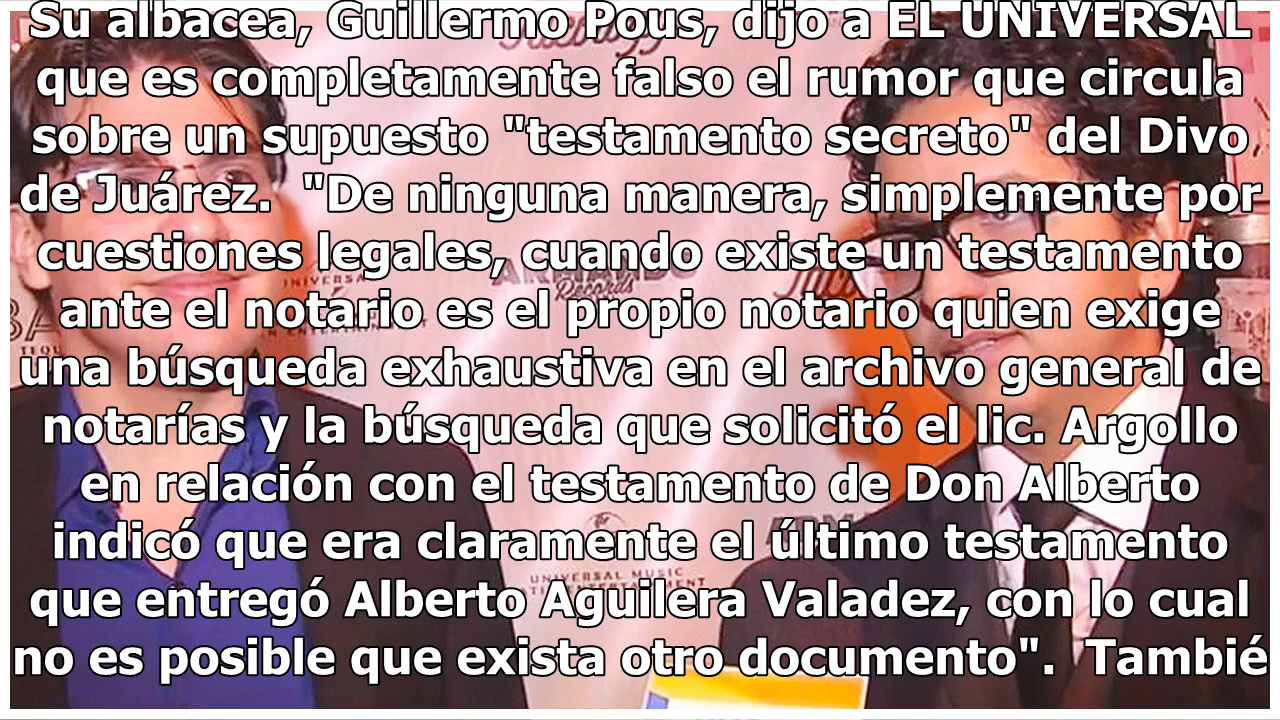 Su albacea, Guillermo Pous, dijo a EL UNIVERSAL
que es completamente falso el rumor que circula
sobre un supuesto "testamento secreto" del Divo
de Juárez.  "De ninguna manera, simplemente por
cuestiones legales, cuando existe un testamento
ante el notario es el propio notario quien exige
una búsqueda exhaustiva en el archivo general de
notarías y la búsqueda que solicitó el lic. Argollo
en relación con el testamento de Don Alberto
indicó que era claramente el último testamento
que entregó Alberto Aguilera Valadez, con lo cual
no es posible que exista otro documento".  Tambié
Records
UNIVERSAL MUSIC